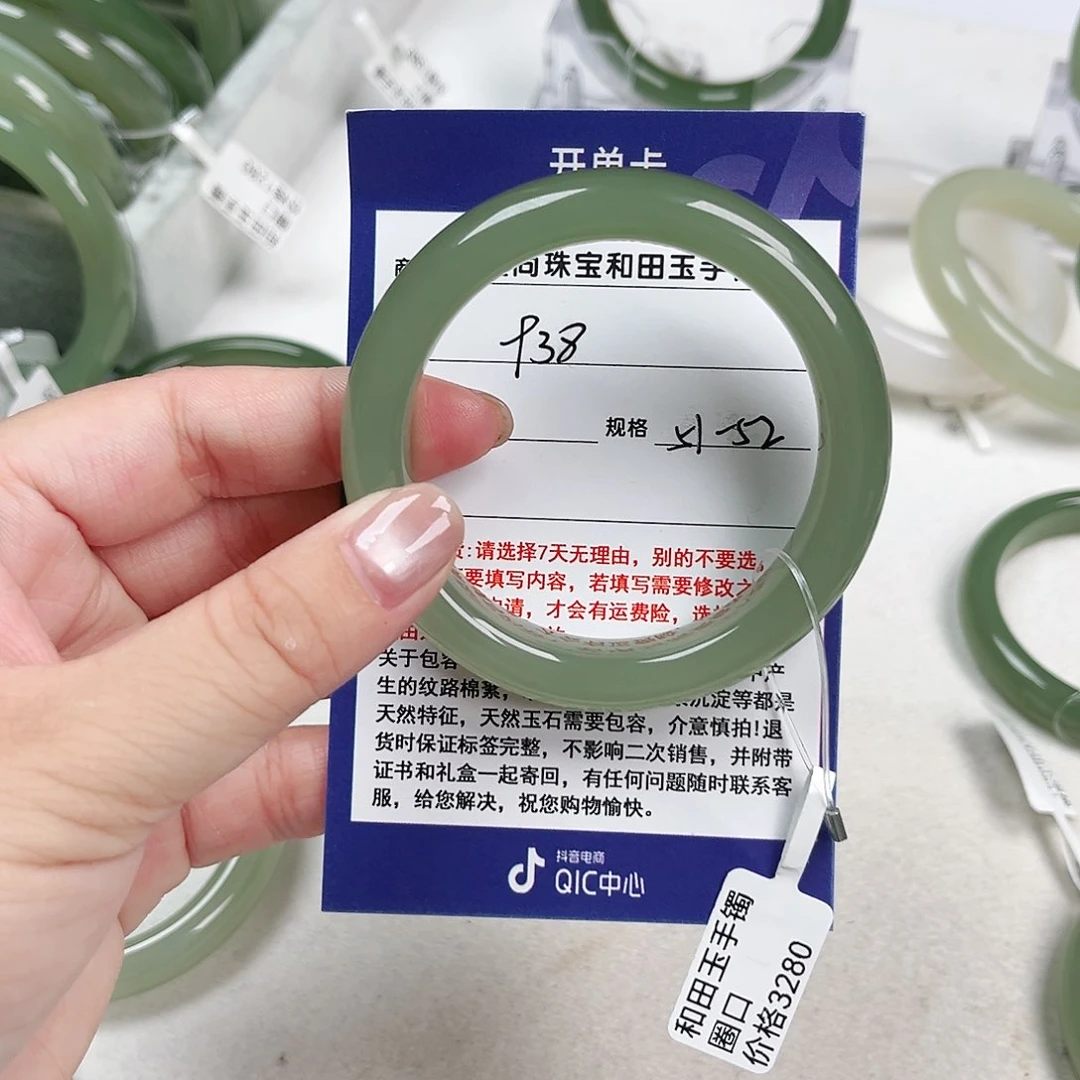 开单卡
商
尚珠宝和田玉手
938
规格 51-52
货:请选择7天无理由，别的不要选，
要填写内容，若填写需要修改之
申请，才会有运费险，选
由
关于包容
生的纹路棉絮，
沉淀等都是
天然特征，天然玉石需要包容，介意慎拍!退
货时保证标签完整，不影响二次销售，并附带
证书和礼盒一起寄回，有任何问题随时联系客
服，给您解决，祝您购物愉快。
抖音电商
QIC中心
和田玉手镯
圈口
价格3280